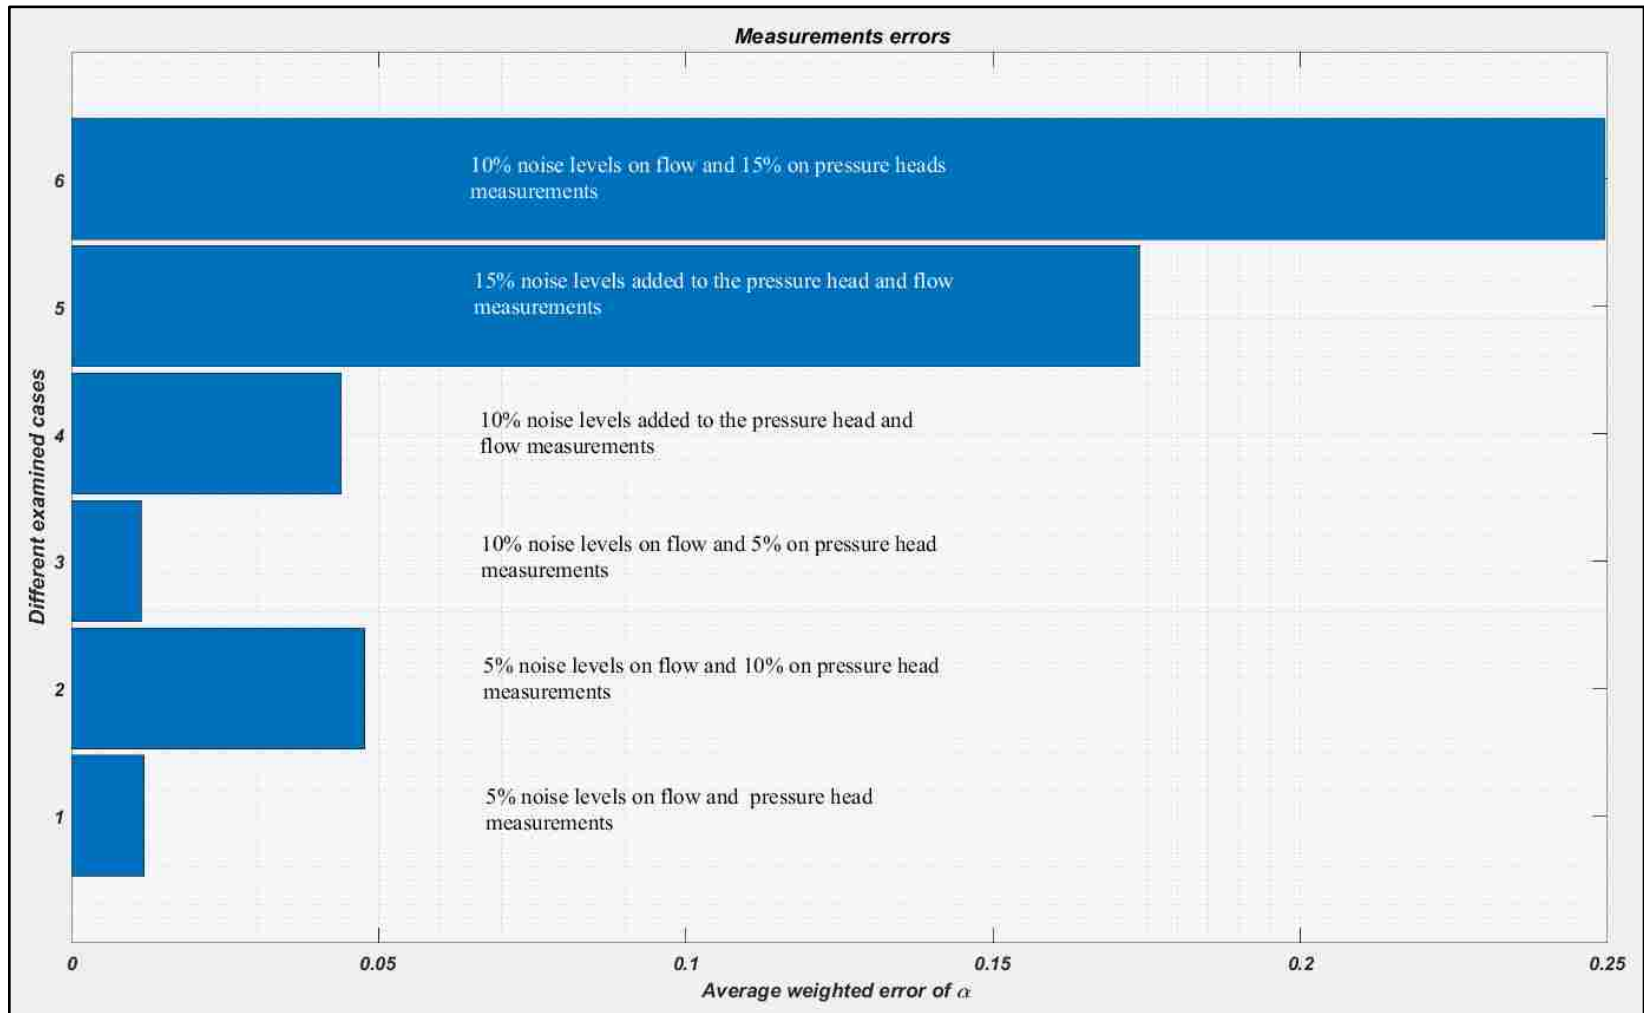 Measurements errors
6
10% noise levels on flow and 15% on pressure heads
measurements
5
15% noise levels added to the pressure head and flow
measurements
4
10% noise levels added to the pressure head and
flow measurements
3
10% noise levels on flow and 5% on pressure head
measurements
2
5% noise levels on flow and 10% on pressure head
measurements
1
5% noise levels on flow and  pressure head
measurements
Different examined cases
0 0.05 0.1 0.15 0.2 0.25
Average weighted error of α